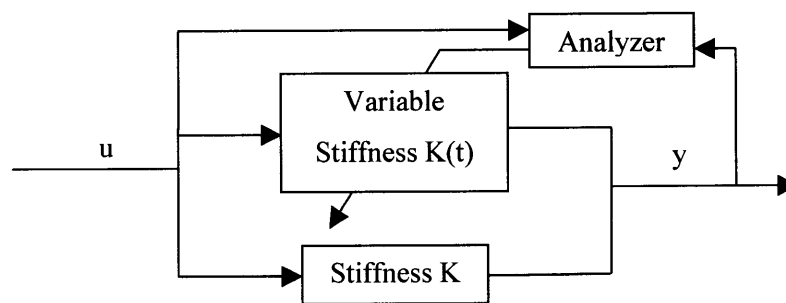 Analyzer
Variable
Stiffness K(t)
u
y
Stiffness K